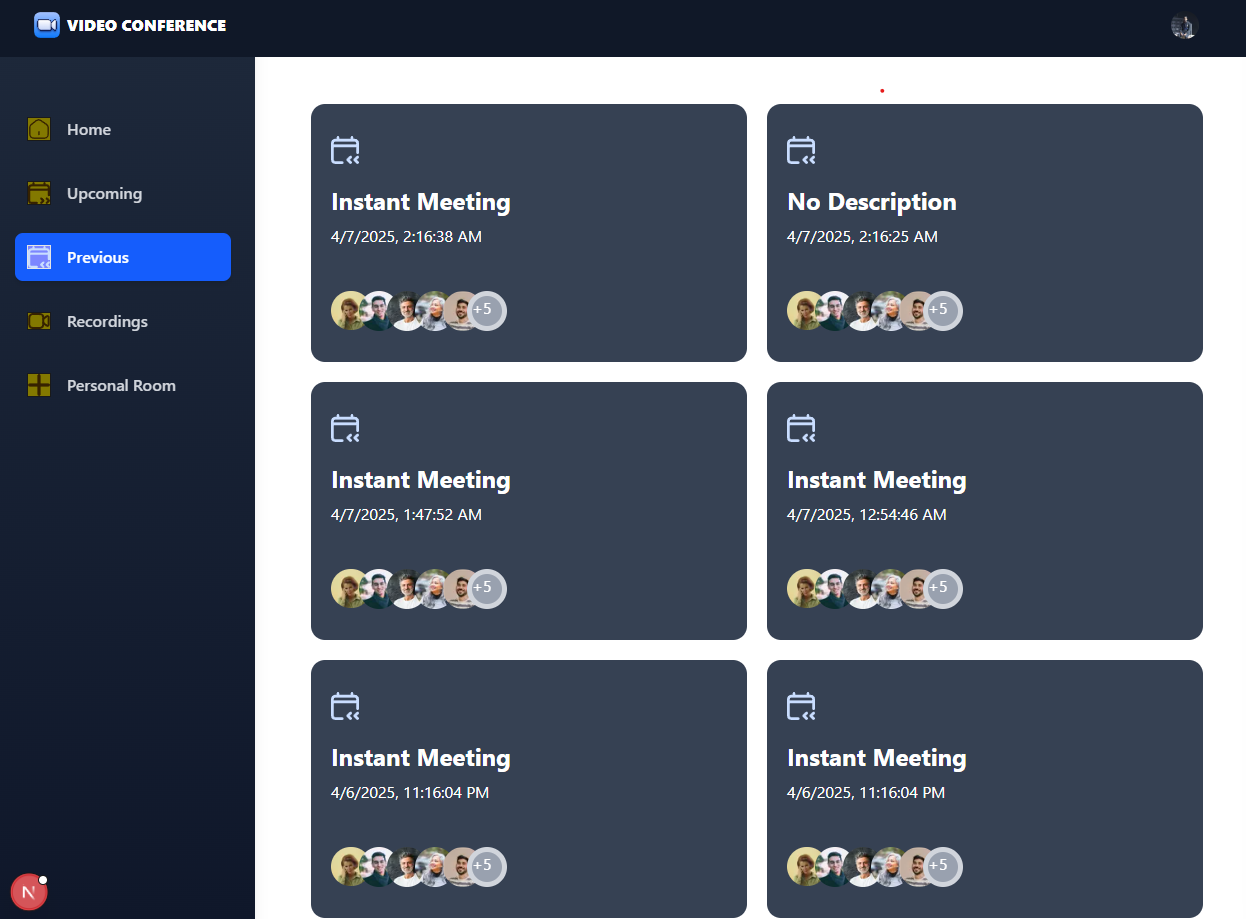 VIDEO CONFERENCE
Home
Upcoming
Previous
Recordings
Personal Room
Instant Meeting
4/7/2025, 2:16:38 AM
+5
No Description
4/7/2025, 2:16:25 AM
+5
Instant Meeting
4/7/2025, 1:47:52 AM
+5
Instant Meeting
4/7/2025, 12:54:46 AM
+5
Instant Meeting
4/6/2025, 11:16:04 PM
+5
Instant Meeting
4/6/2025, 11:16:04 PM
+5
N